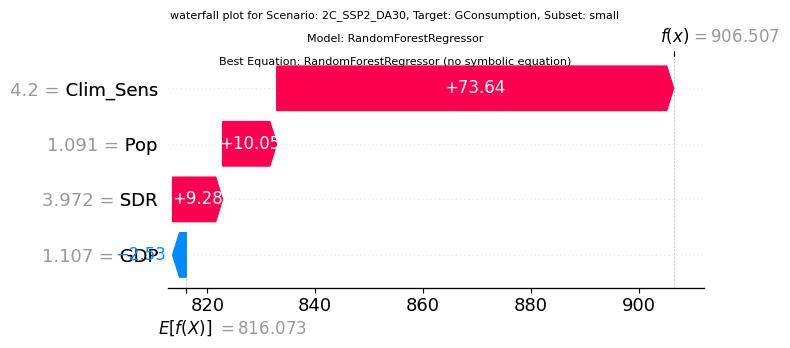 waterfall plot for Scenario: 2C_SSP2_DA30, Target: GConsumption, Subset: small
Model: RandomForestRegressor
Best Equation: RandomForestRegressor (no symbolic equation)
f(x) = 906.507
4.2 = Clim_Sens
+73.64
1.091 = Pop
+10.05
3.972 = SDR
+9.28
1.107 = GDP
−2.53
820 840 860 880 900
E[f(X)] = 816.073